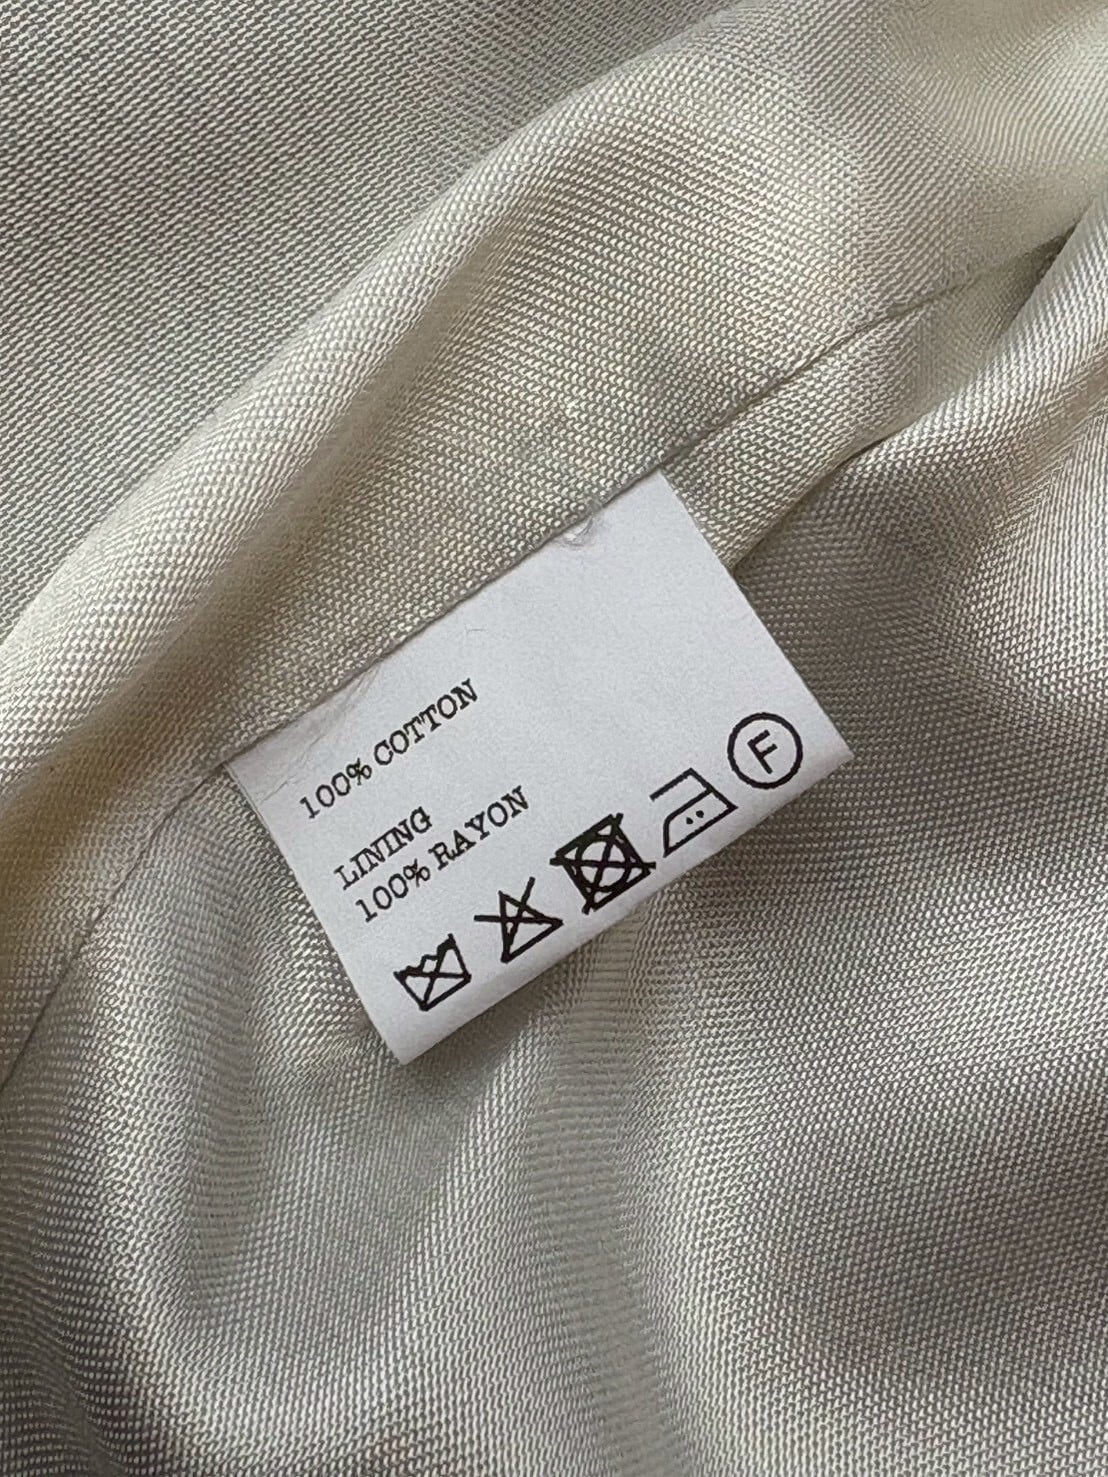 100% COTTON
LINING
100% RAYON
F